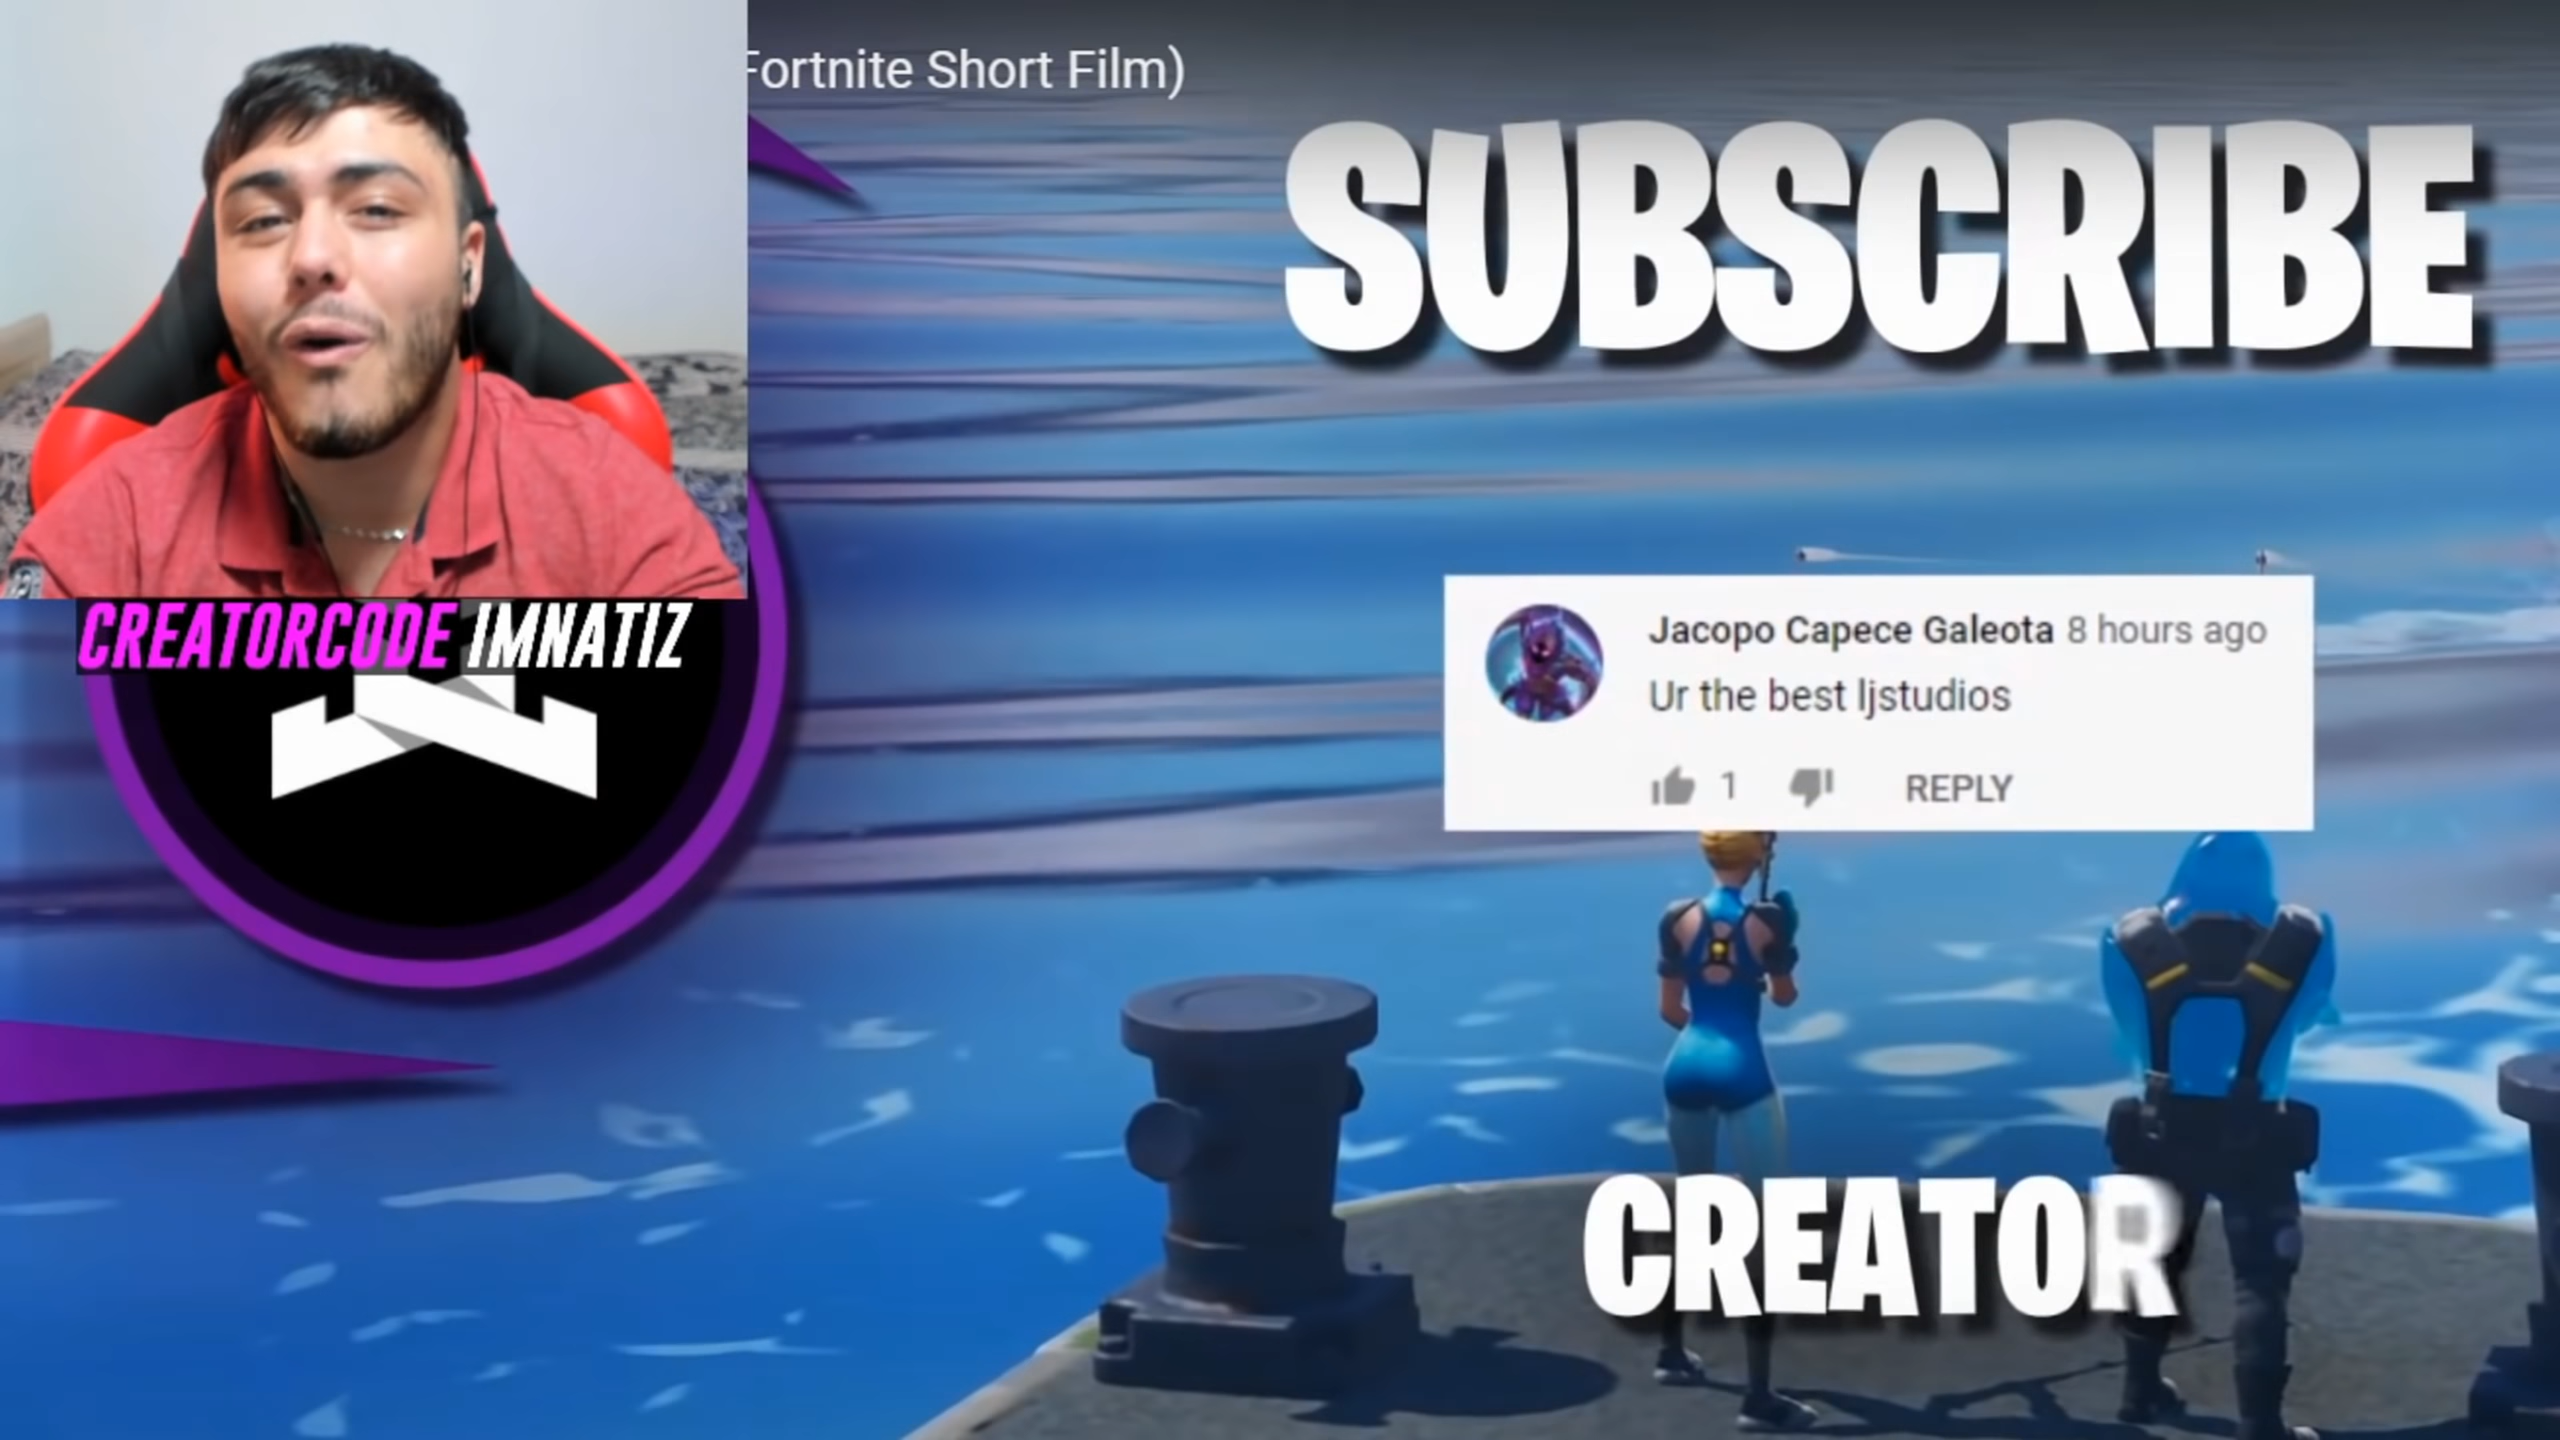 Fortnite Short Film)
SUBSCRIBE
CREATORCODE IMNATIZ
Jacopo Capece Galeota 8 hours ago
Ur the best ljstudios
1 REPLY
CREATOR